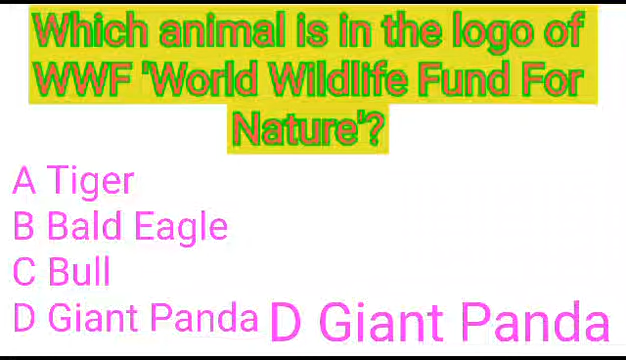 Which animal is in the logo of
WWF 'World Wildlife Fund For
Nature'?
A Tiger
B Bald Eagle
C Bull
D Giant Panda D Giant Panda